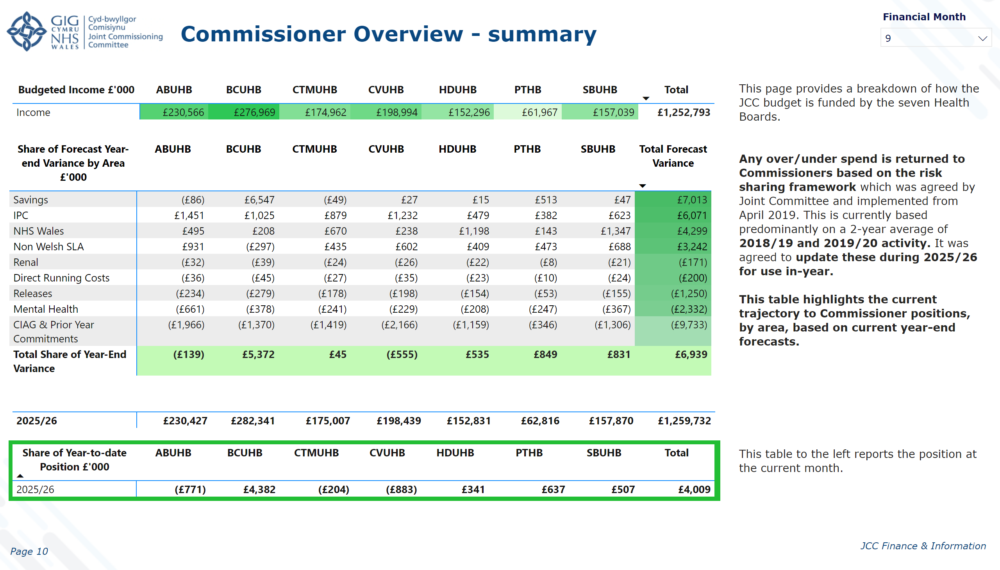 GIG
CYMRU
NHS
WALES
Cyd-bwyllgor
Comisiynu
Joint Commissioning
Committee
Commissioner Overview - summary
Financial Month
9
Budgeted Income £'000 ABUHB BCUHB CTMUHB CVUHB HDUHB PTHB SBUHB Total
Income £230,566 £276,969 £174,962 £198,994 £152,296 £61,967 £157,039 £1,252,793
This page provides a breakdown of how the
JCC budget is funded by the seven Health
Boards.
Share of Forecast Year- ABUHB BCUHB CTMUHB CVUHB HDUHB PTHB SBUHB Total Forecast
end Variance by Area Variance
£'000
Savings (£86) £6,547 (£49) £27 £15 £513 £47 £7,013
IPC £1,451 £1,025 £879 £1,232 £479 £382 £623 £6,071
NHS Wales £495 £208 £670 £238 £1,198 £143 £1,347 £4,299
Non Welsh SLA £931 (£297) £435 £602 £409 £473 £688 £3,242
Renal (£32) (£39) (£24) (£26) (£22) (£8) (£21) (£171)
Direct Running Costs (£36) (£45) (£27) (£35) (£23) (£10) (£24) (£200)
Releases (£234) (£279) (£178) (£198) (£154) (£53) (£155) (£1,250)
Mental Health (£661) (£378) (£241) (£229) (£208) (£247) (£367) (£2,332)
CIAG & Prior Year (£1,966) (£1,370) (£1,419) (£2,166) (£1,159) (£346) (£1,306) (£9,733)
Commitments
Total Share of Year-End (£139) £5,372 £45 (£555) £535 £849 £831 £6,939
Variance
Any over/under spend is returned to
Commissioners based on the risk
sharing framework which was agreed by
Joint Committee and implemented from
April 2019. This is currently based
predominantly on a 2-year average of
2018/19 and 2019/20 activity. It was
agreed to update these during 2025/26
for use in-year.
This table highlights the current
trajectory to Commissioner positions,
by area, based on current year-end
forecasts.
2025/26 £230,427 £282,341 £175,007 £198,439 £152,831 £62,816 £157,870 £1,259,732
Share of Year-to-date ABUHB BCUHB CTMUHB CVUHB HDUHB PTHB SBUHB Total
Position £'000
2025/26 (£771) £4,382 (£204) (£883) £341 £637 £507 £4,009
This table to the left reports the position at
the current month.
Page 10
JCC Finance & Information